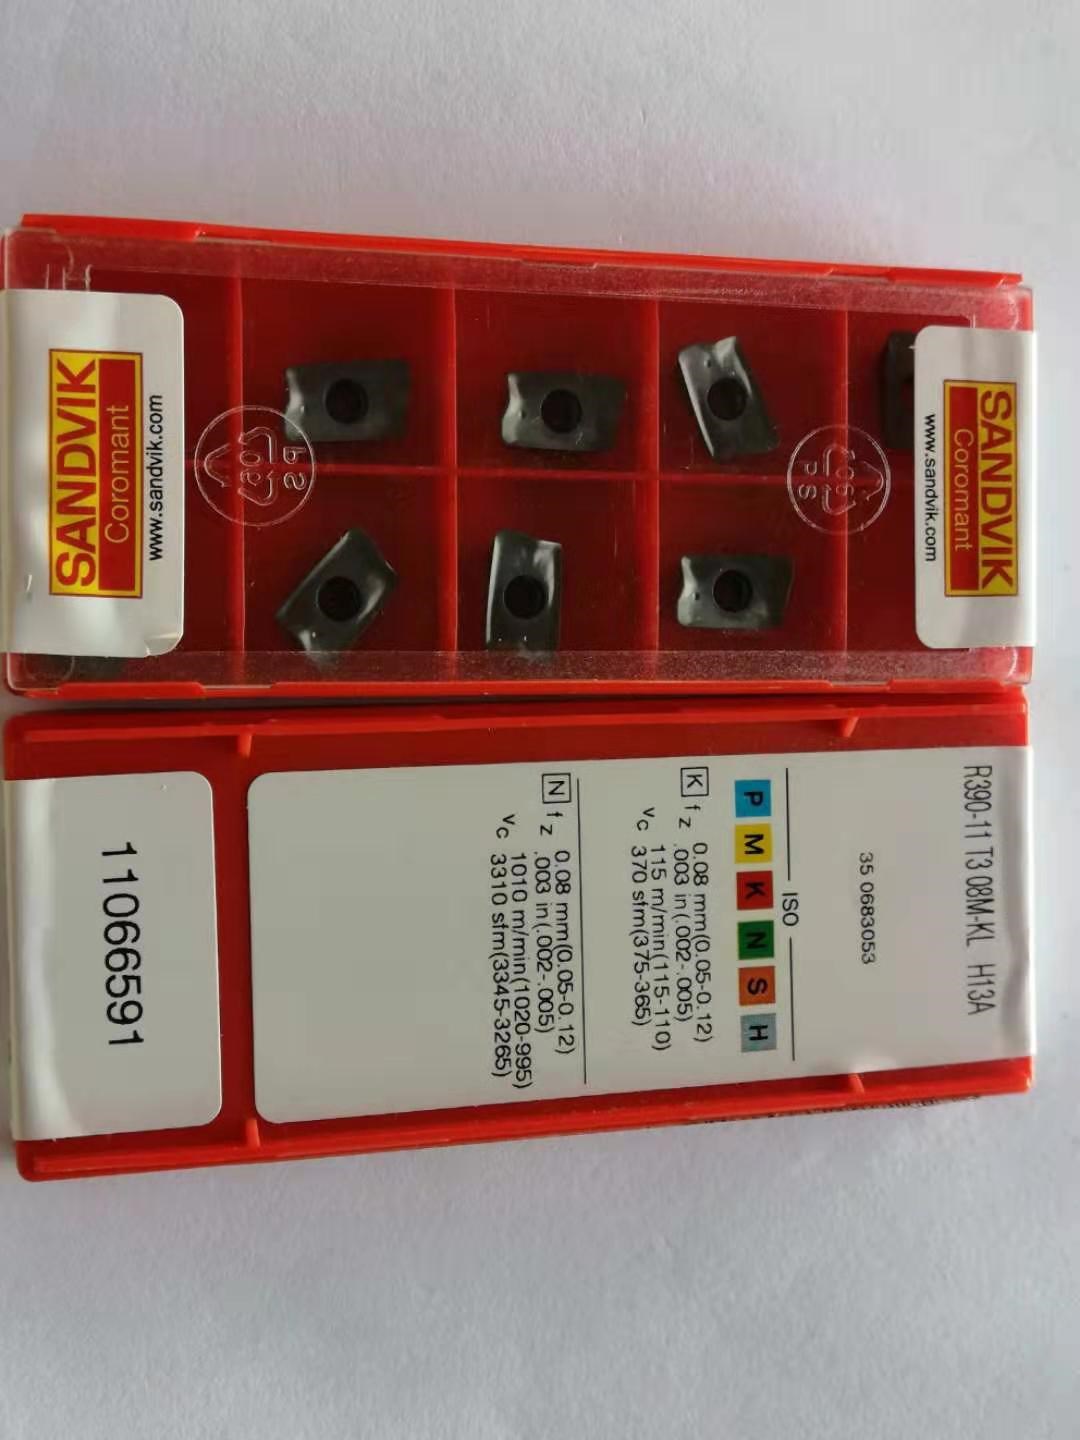 SANDVIK
Coromant
www.sandvik.com
PS
PS
SANDVIK
Coromant
www.sandvik.com
R390-11 T3 08M-KL H13A
35 0683053
ISO
P M K N S H
K fz 0.08 mm(0.05-0.12)
.003 in(.002-.005)
vc 115 m/min(115-110)
370 sfm(375-365)
N fz 0.08 mm(0.05-0.12)
.003 in(.002-.005)
vc 1010 m/min(1020-995)
3310 sfm(3345-3265)
11066591